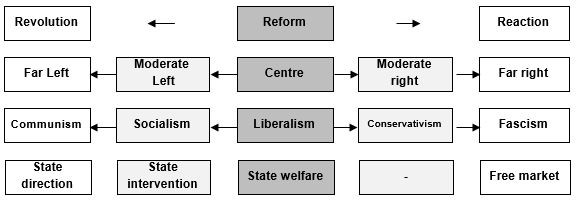 Revolution Reform Reaction
Far Left Moderate Left Centre Moderate right Far right
Communism Socialism Liberalism Conservativism Fascism
State direction State intervention State welfare - Free market